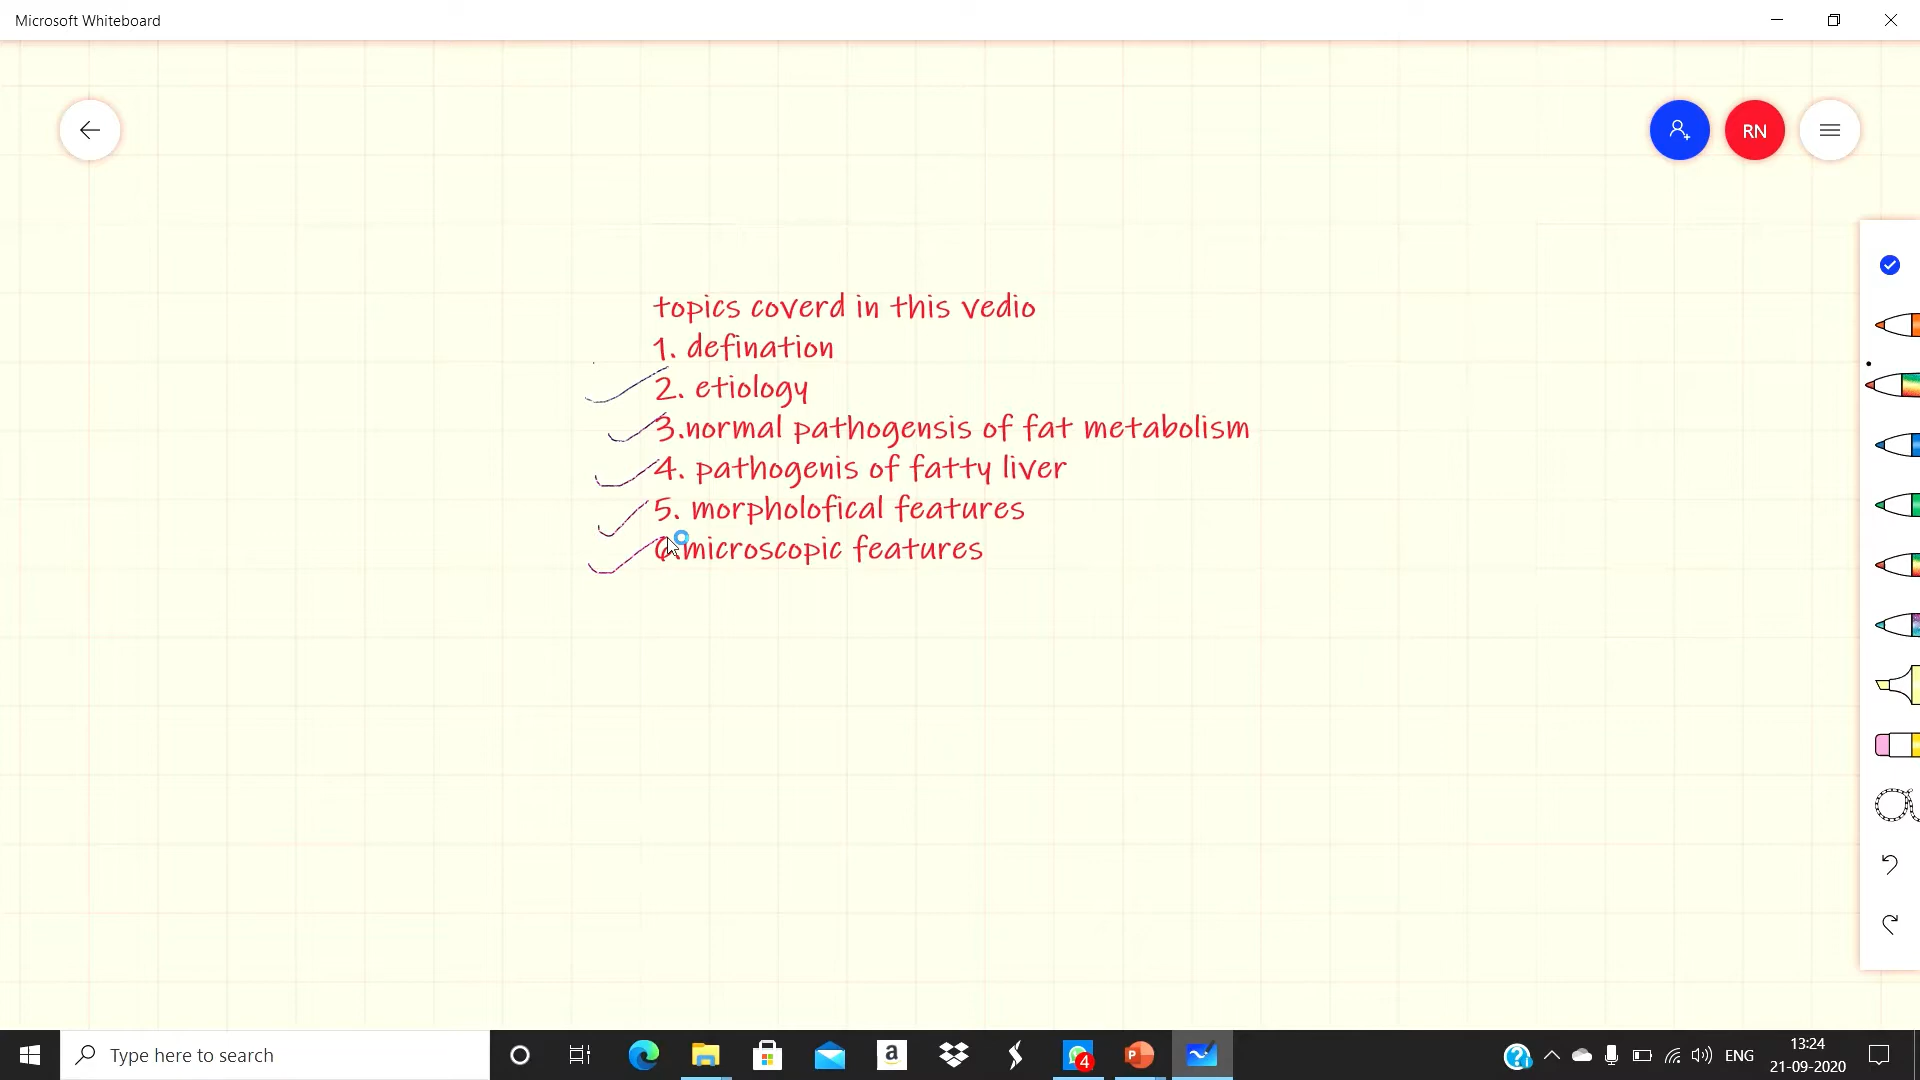 Microsoft Whiteboard
RN
topics coverd in this vedio
1. defination
2. etiology
3.normal pathogensis of fat metabolism
4. pathogenis of fatty liver
5. morpholofical features
6.microscopic features
Type here to search
4
ENG
13:24
21-09-2020